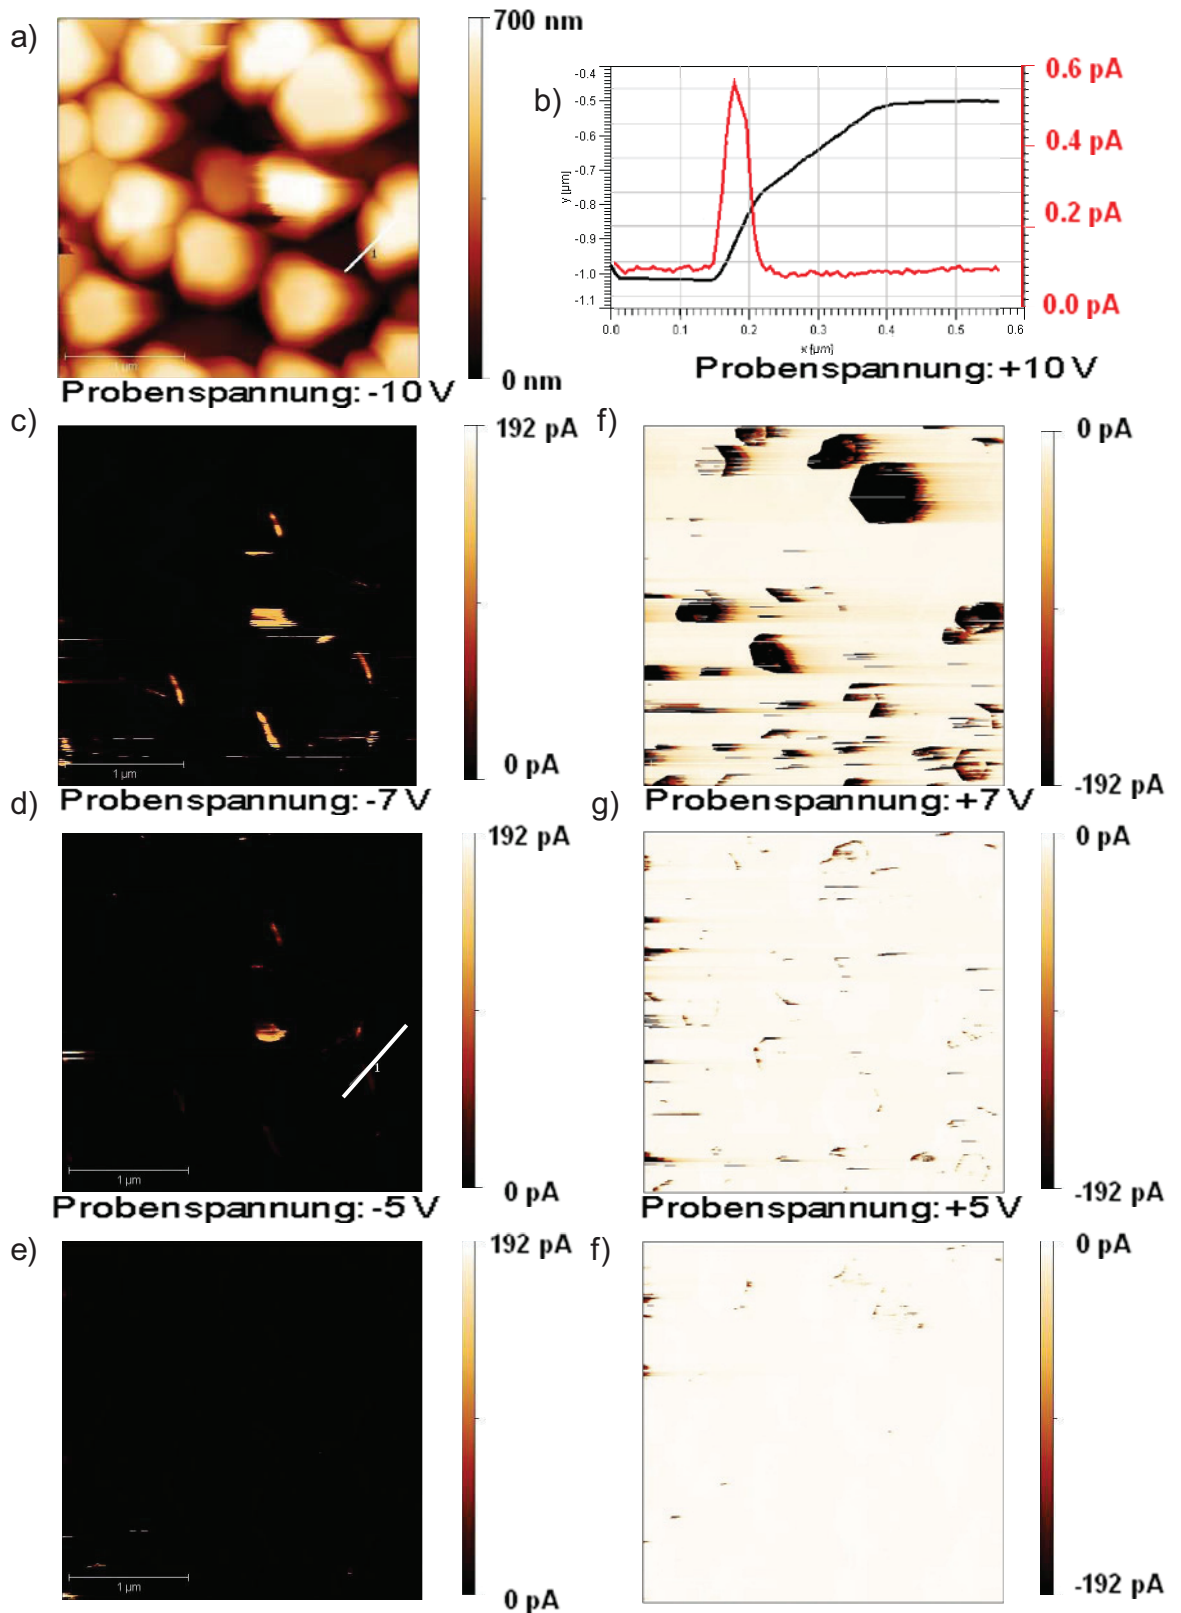 a)
700 nm
0 nm
1
1 µm
b)
-0.4
-0.5
-0.6
-0.7
-0.8
-0.9
-1.0
-1.1
y [µm]
0.0 0.1 0.2 0.3 0.4 0.5 0.6
x [µm]
0.6 pA
0.4 pA
0.2 pA
0.0 pA
Probenspannung: -10 V
Probenspannung: +10 V
c)
192 pA
0 pA
1 µm
f)
0 pA
-192 pA
Probenspannung: -7 V
Probenspannung: +7 V
d)
192 pA
0 pA
1
1 µm
g)
0 pA
-192 pA
Probenspannung: -5 V
Probenspannung: +5 V
e)
192 pA
0 pA
1 µm
f)
0 pA
-192 pA